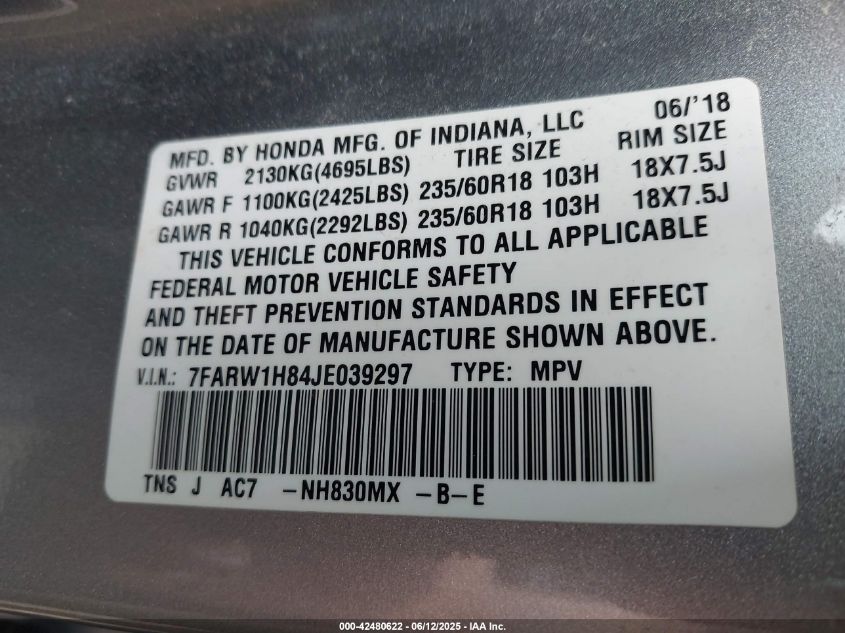 MFD. BY HONDA MFG. OF INDIANA, LLC 06/'18
GVWR 2130KG(4695LBS) TIRE SIZE RIM SIZE
GAWR F 1100KG(2425LBS) 235/60R18 103H 18X7.5J
GAWR R 1040KG(2292LBS) 235/60R18 103H 18X7.5J
THIS VEHICLE CONFORMS TO ALL APPLICABLE
FEDERAL MOTOR VEHICLE SAFETY
AND THEFT PREVENTION STANDARDS IN EFFECT
ON THE DATE OF MANUFACTURE SHOWN ABOVE.
V.I.N.: 7FARW1H84JE039297 TYPE: MPV
TNS J AC7 -NH830MX -B-E
000-42480622 - 06/12/2025 - IAA Inc.